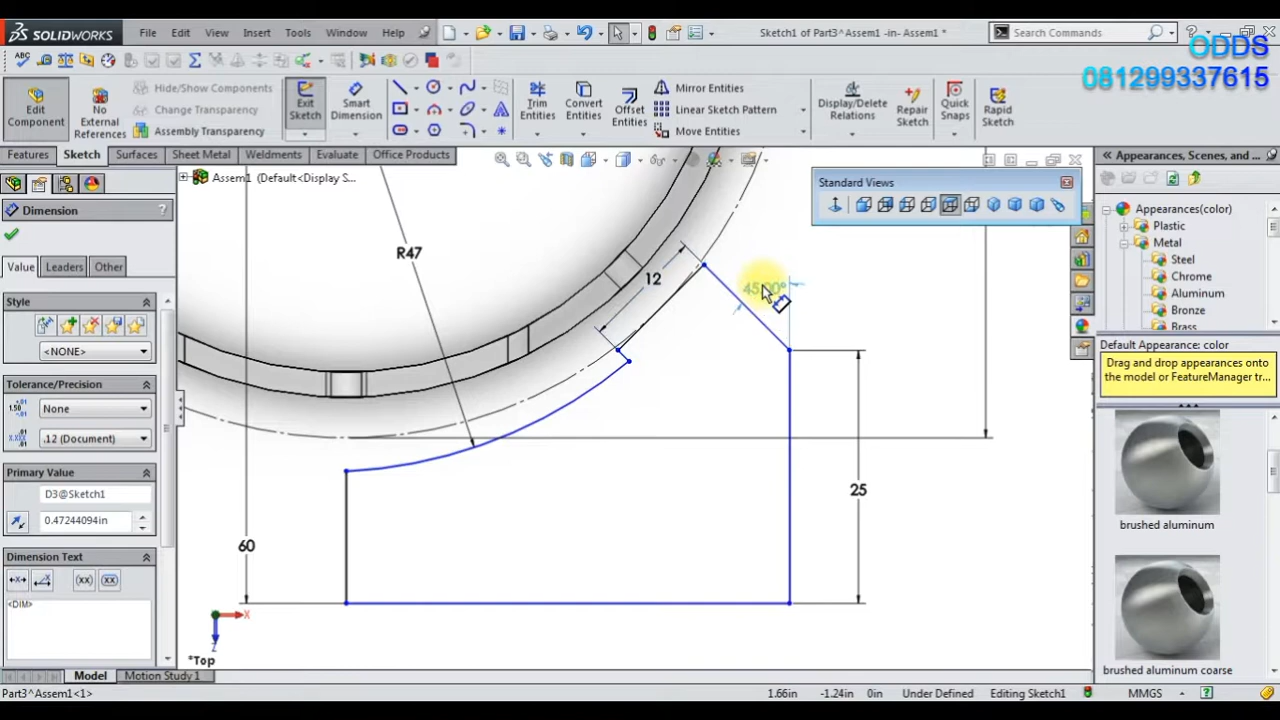 SOLIDWORKS File Edit View Insert Tools Window Help Sketch1 of Part3^Assem1 -in- Assem1 * Search Commands
ODDS
081299337615
Edit Component
No External References
Hide/Show Components
Change Transparency
Assembly Transparency
Exit Sketch
Smart Dimension
Trim Entities
Convert Entities
Offset Entities
Mirror Entities
Linear Sketch Pattern
Move Entities
Display/Delete Relations
Repair Sketch
Quick Snaps
Rapid Sketch
Features Sketch Surfaces Sheet Metal Weldments Evaluate Office Products
Appearances, Scenes, and...
Assem1 (Default<Display S...
Standard Views
Dimension ?
Value Leaders Other
Style
<NONE>
Tolerance/Precision
None
.12 (Document)
Primary Value
D3@Sketch1
0.47244094in
Dimension Text
<DIM>
R47
12
45.00°
25
60
X
Z
*Top
Appearances(color)
Plastic
Metal
Steel
Chrome
Aluminum
Bronze
Brass
Default Appearance: color
Drag and drop appearances onto
the model or FeatureManager tr...
brushed aluminum
brushed aluminum coarse
Model Motion Study 1
Part3^Assem1<1> 1.66in -1.24in 0in Under Defined Editing Sketch1 MMGS